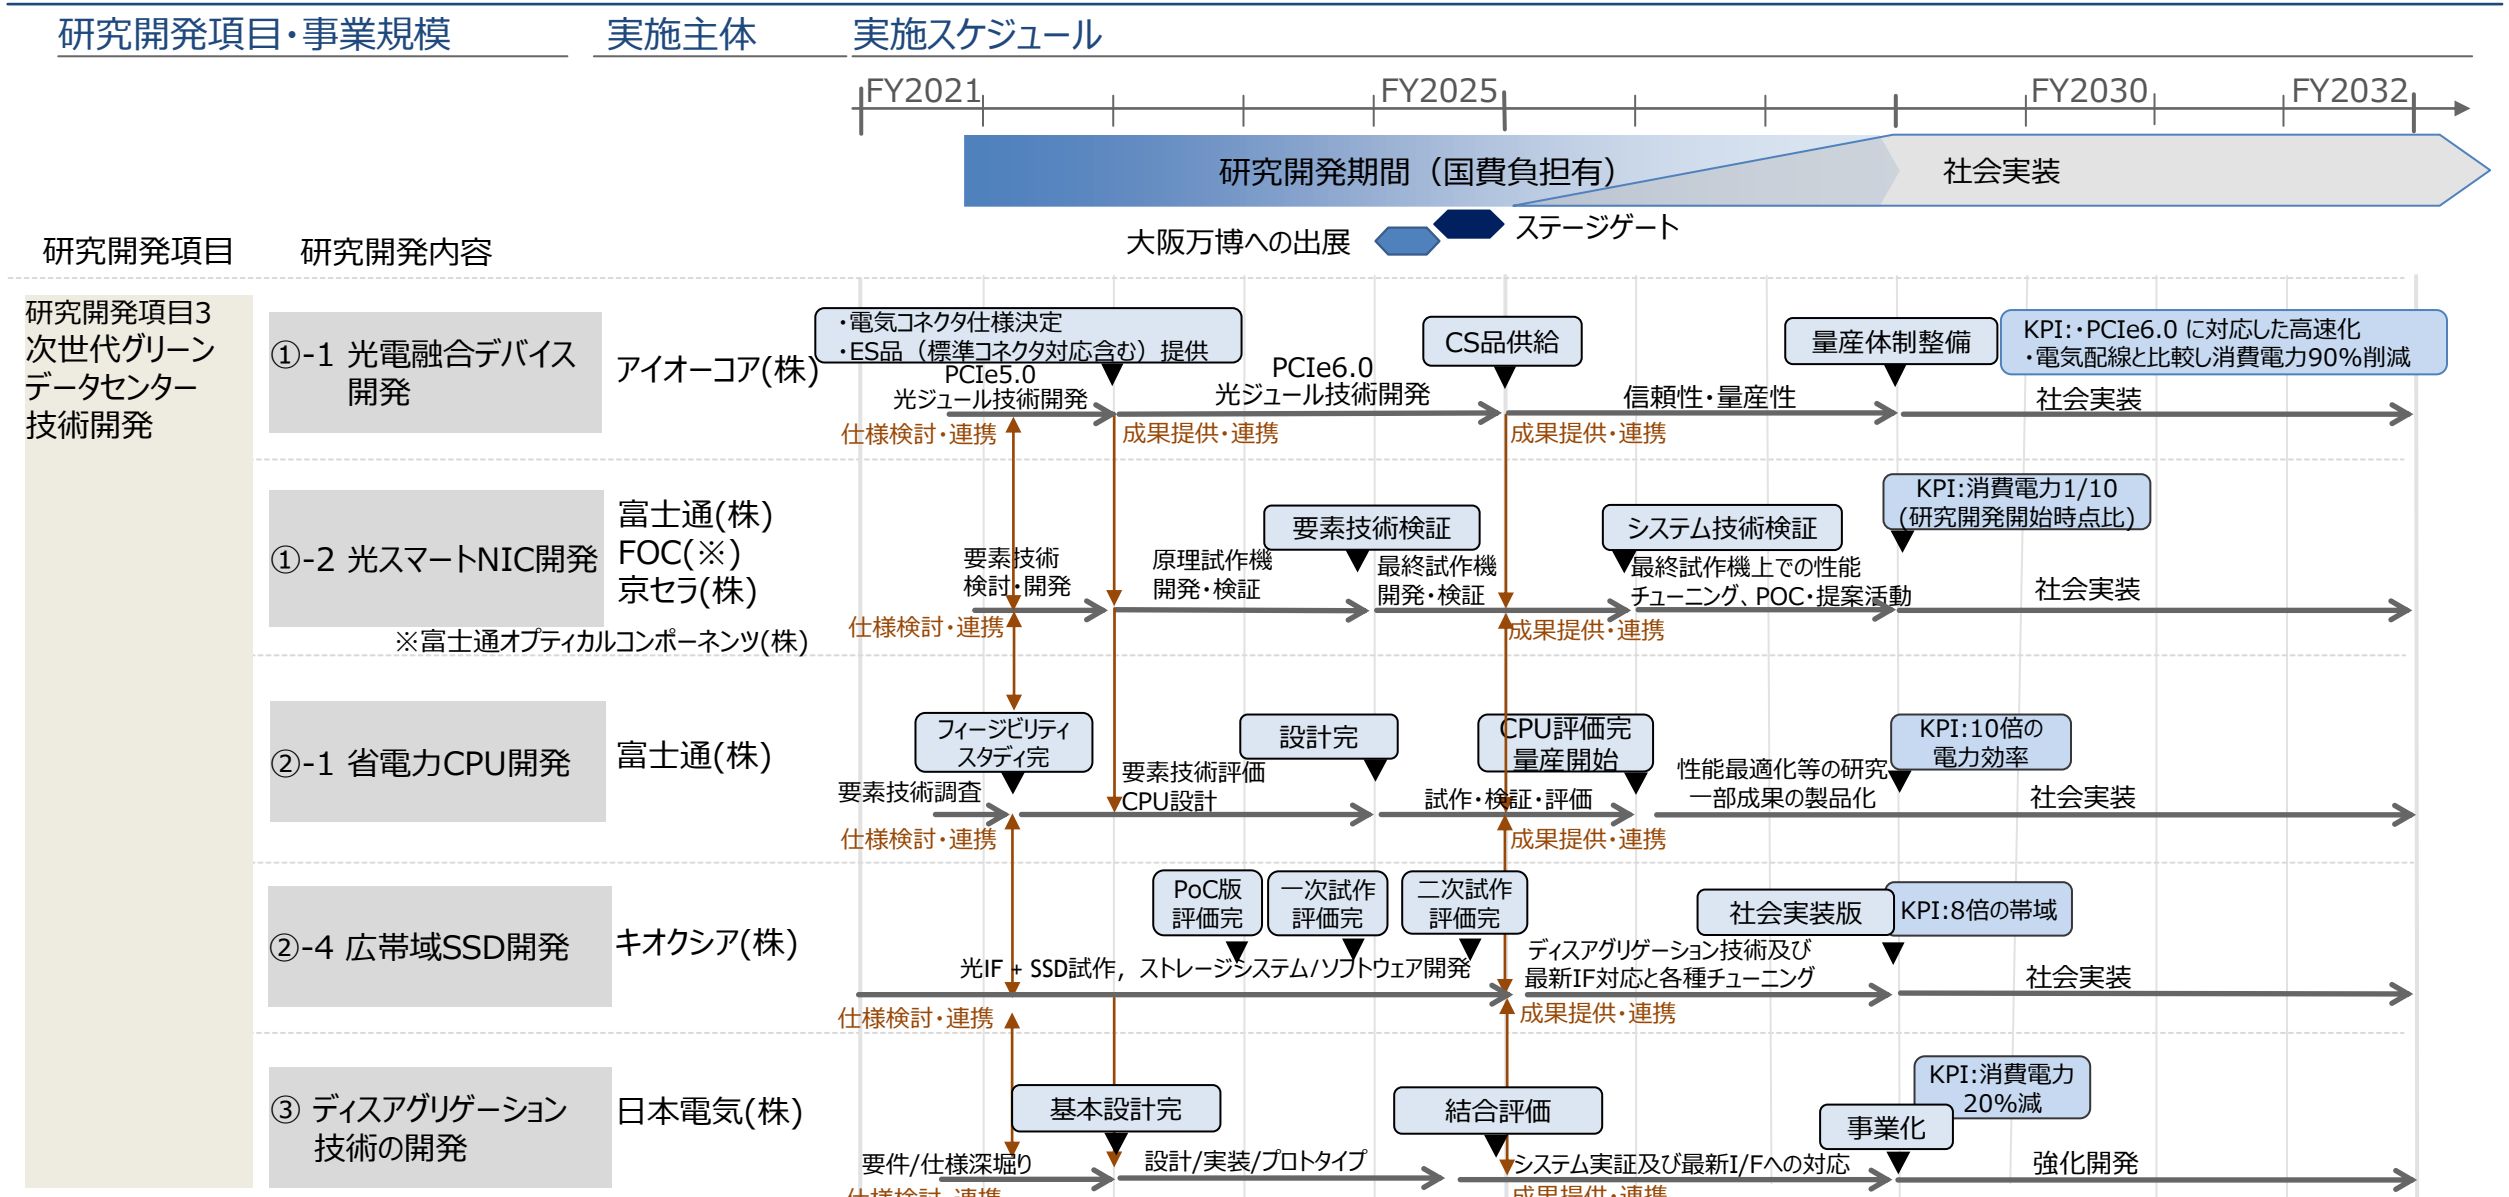 研究開発項目・事業規模
実施主体
実施スケジュール
FY2021
FY2025
FY2030
FY2032
研究開発期間（国費負担有）
社会実装
大阪万博への出展
ステージゲート
研究開発項目
研究開発内容
研究開発項目3
次世代グリーン
データセンター
技術開発
①-1 光電融合デバイス
開発
アイオーコア(株)
・電気コネクタ仕様決定
・ES品（標準コネクタ対応含む）提供
CS品供給
量産体制整備
KPI:・PCIe6.0 に対応した高速化
・電気配線と比較し消費電力90%削減
PCIe5.0
光ジュール技術開発
PCIe6.0
光ジュール技術開発
信頼性・量産性
社会実装
仕様検討・連携
成果提供・連携
成果提供・連携
①-2 光スマートNIC開発
富士通(株)
FOC(※)
京セラ(株)
※富士通オプティカルコンポーネンツ(株)
要素技術検証
システム技術検証
KPI:消費電力1/10
(研究開発開始時点比)
要素技術
検討・開発
原理試作機
開発・検証
最終試作機
開発・検証
最終試作機上での性能
チューニング、POC・提案活動
社会実装
仕様検討・連携
成果提供・連携
②-1 省電力CPU開発
富士通(株)
フィージビリティ
スタディ完
設計完
CPU評価完
量産開始
KPI:10倍の
電力効率
要素技術調査
要素技術評価
CPU設計
試作・検証・評価
性能最適化等の研究
一部成果の製品化
社会実装
仕様検討・連携
成果提供・連携
②-4 広帯域SSD開発
キオクシア(株)
PoC版
評価完
一次試作
評価完
二次試作
評価完
社会実装版
KPI:8倍の帯域
光IF + SSD試作，ストレージシステム/ソフトウェア開発
ディスアグリゲーション技術及び
最新IF対応と各種チューニング
社会実装
仕様検討・連携
成果提供・連携
③ ディスアグリゲーション
技術の開発
日本電気(株)
基本設計完
結合評価
事業化
KPI:消費電力
20%減
要件/仕様深堀り
設計/実装/プロトタイプ
システム実証及び最新I/Fへの対応
強化開発
仕様検討・連携
成果提供・連携